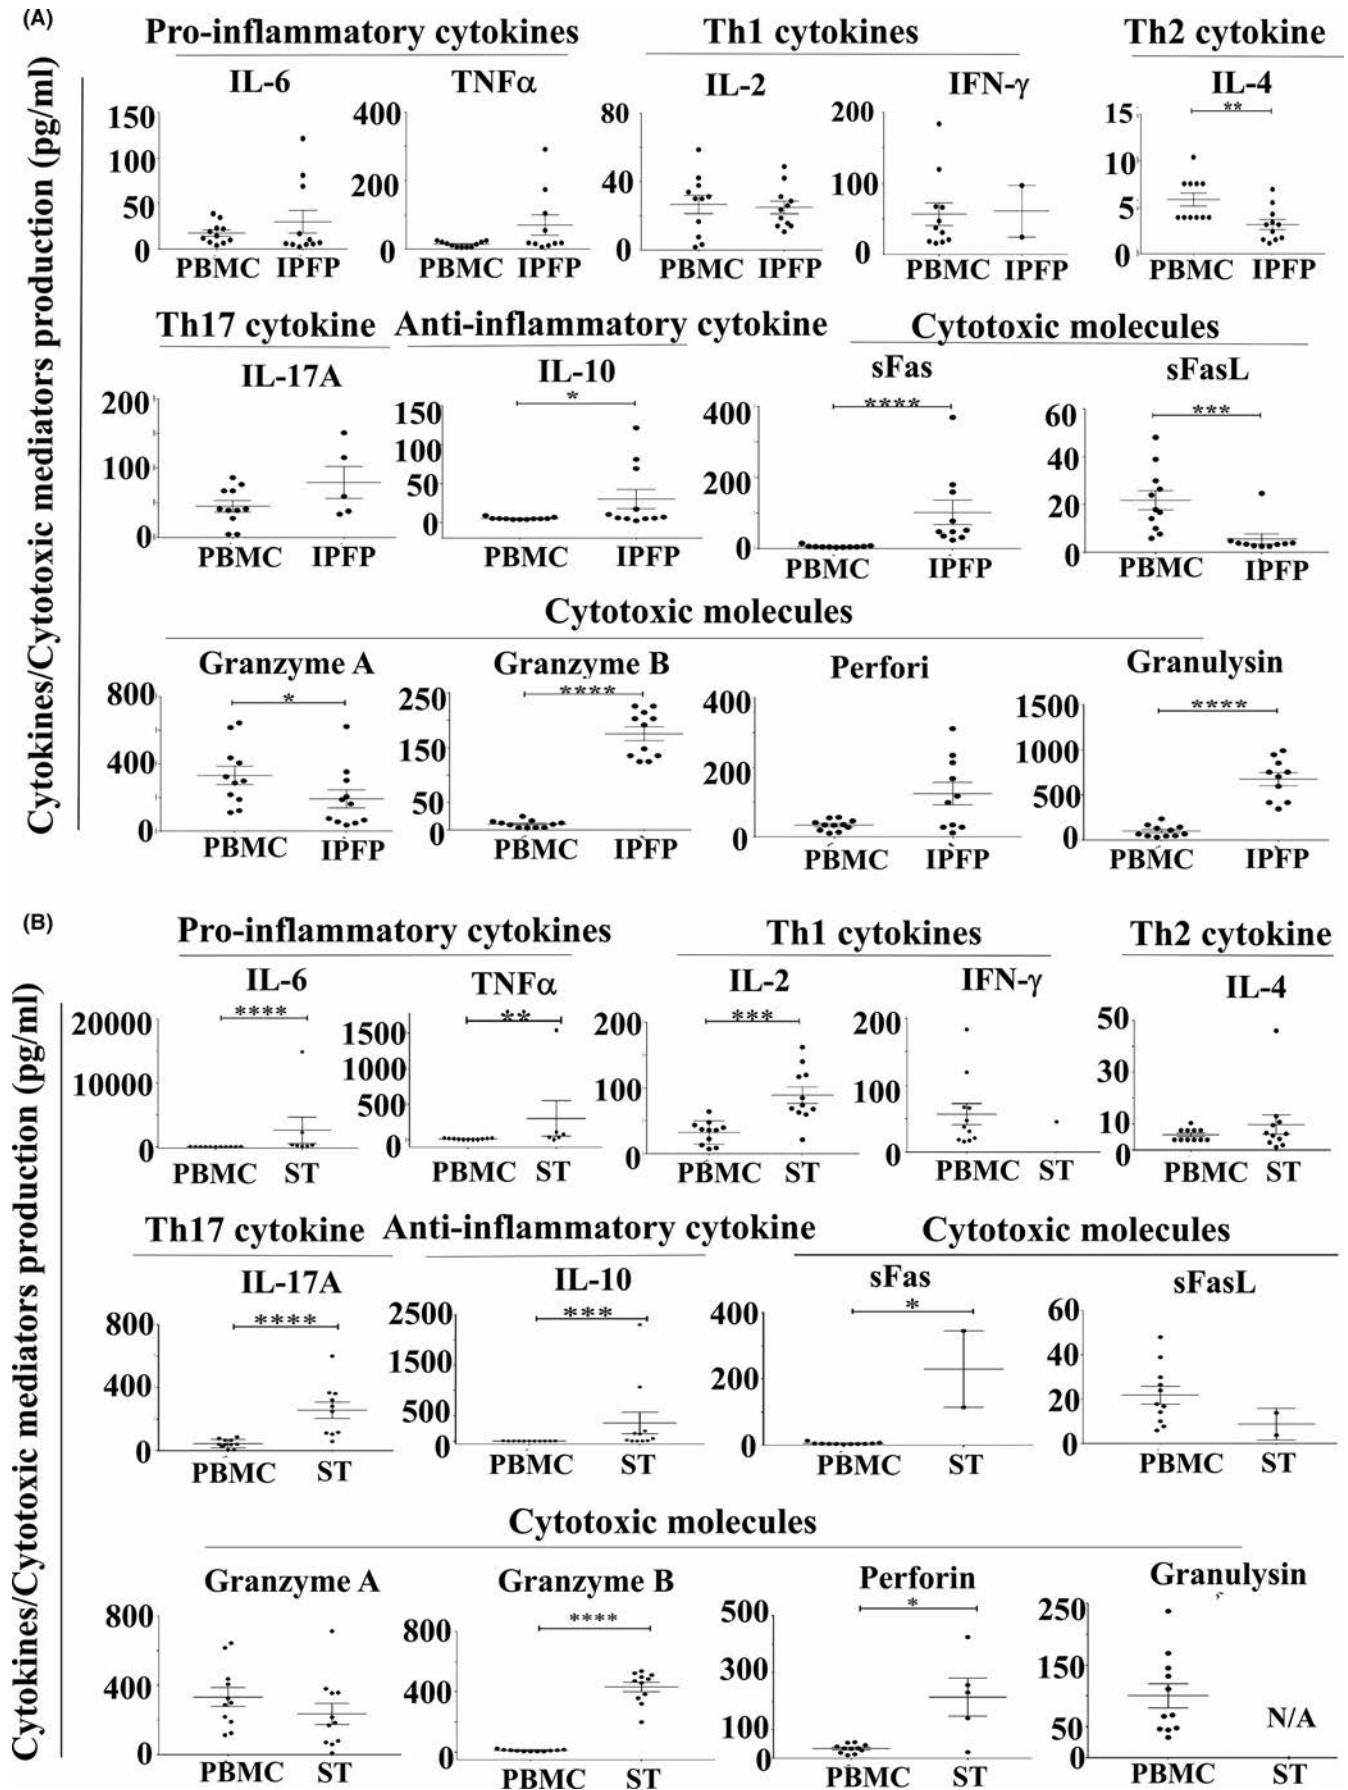 (A)
Pro-inflammatory cytokines Th1 cytokines Th2 cytokine
Cytokines/Cytotoxic mediators production (pg/ml)
IL-6 TNFα IL-2 IFN-γ IL-4
150 100 50 0 PBMC IPFP
400 200 0 PBMC IPFP
80 40 0 PBMC IPFP
200 100 0 PBMC IPFP
** 15 10 5 0 PBMC IPFP
Th17 cytokine Anti-inflammatory cytokine Cytotoxic molecules
IL-17A IL-10 sFas sFasL
200 100 0 PBMC IPFP
* 150 100 50 0 PBMC IPFP
**** 400 200 0 PBMC IPFP
*** 60 40 20 0 PBMC IPFP
Cytotoxic molecules
Granzyme A Granzyme B Perfori Granulysin
* 800 400 0 PBMC IPFP
**** 250 150 50 0 PBMC IPFP
400 200 0 PBMC IPFP
**** 1500 1000 500 0 PBMC IPFP
(B)
Pro-inflammatory cytokines Th1 cytokines Th2 cytokine
Cytokines/Cytotoxic mediators production (pg/ml)
IL-6 TNFα IL-2 IFN-γ IL-4
**** 20000 10000 0 PBMC ST
** 1500 1000 500 0 PBMC ST
*** 200 100 0 PBMC ST
200 100 0 PBMC ST
50 30 10 0 PBMC ST
Th17 cytokine Anti-inflammatory cytokine Cytotoxic molecules
IL-17A IL-10 sFas sFasL
**** 800 400 0 PBMC ST
*** 2500 1500 500 0 PBMC ST
* 400 200 0 PBMC ST
60 40 20 0 PBMC ST
Cytotoxic molecules
Granzyme A Granzyme B Perforin Granulysin
800 400 0 PBMC ST
**** 800 400 0 PBMC ST
* 500 300 100 0 PBMC ST
250 150 50 0 N/A PBMC ST